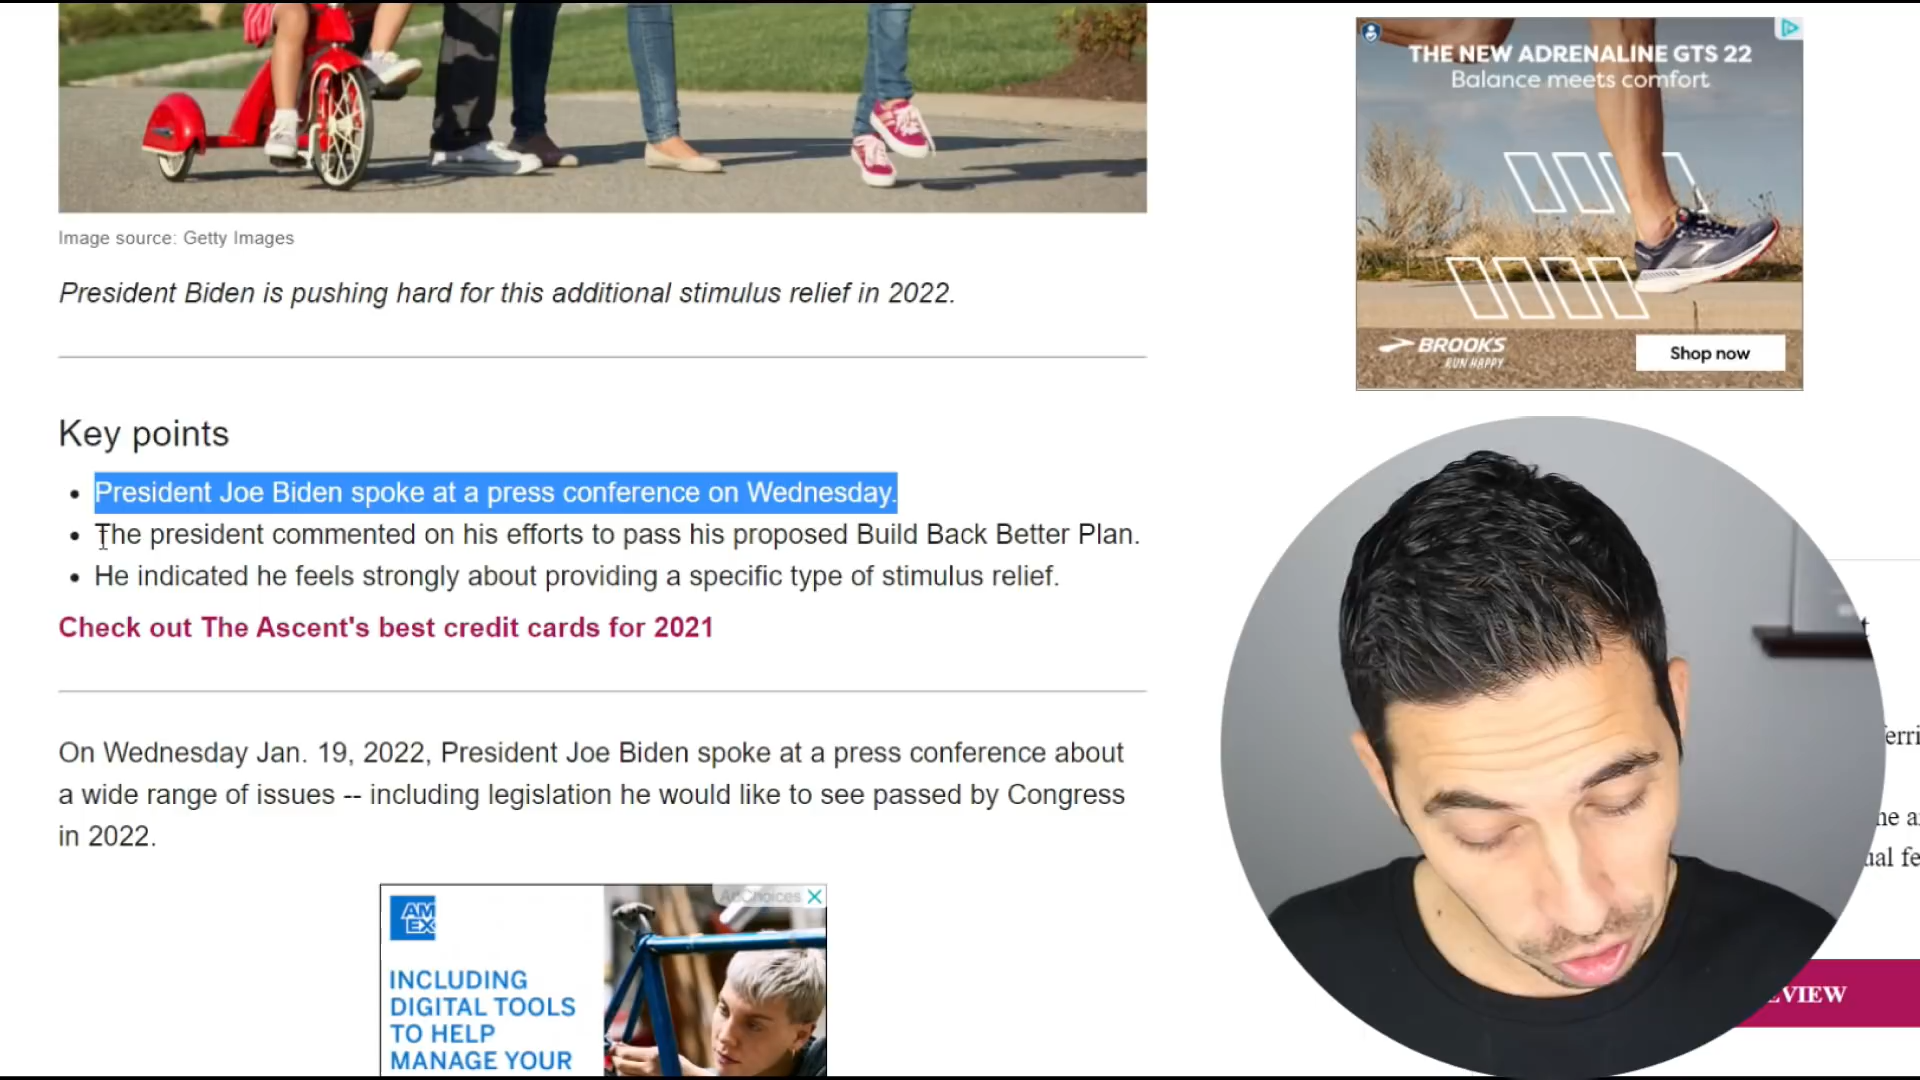 THE NEW ADRENALINE GTS 22
Balance meets comfort
BROOKS
RUN HAPPY
Shop now
Image source: Getty Images
President Biden is pushing hard for this additional stimulus relief in 2022.
Key points
President Joe Biden spoke at a press conference on Wednesday.
The president commented on his efforts to pass his proposed Build Back Better Plan.
He indicated he feels strongly about providing a specific type of stimulus relief.
Check out The Ascent's best credit cards for 2021
On Wednesday Jan. 19, 2022, President Joe Biden spoke at a press conference about
a wide range of issues -- including legislation he would like to see passed by Congress
in 2022.
AdChoices
AM
EX
INCLUDING
DIGITAL TOOLS
TO HELP
MANAGE YOUR